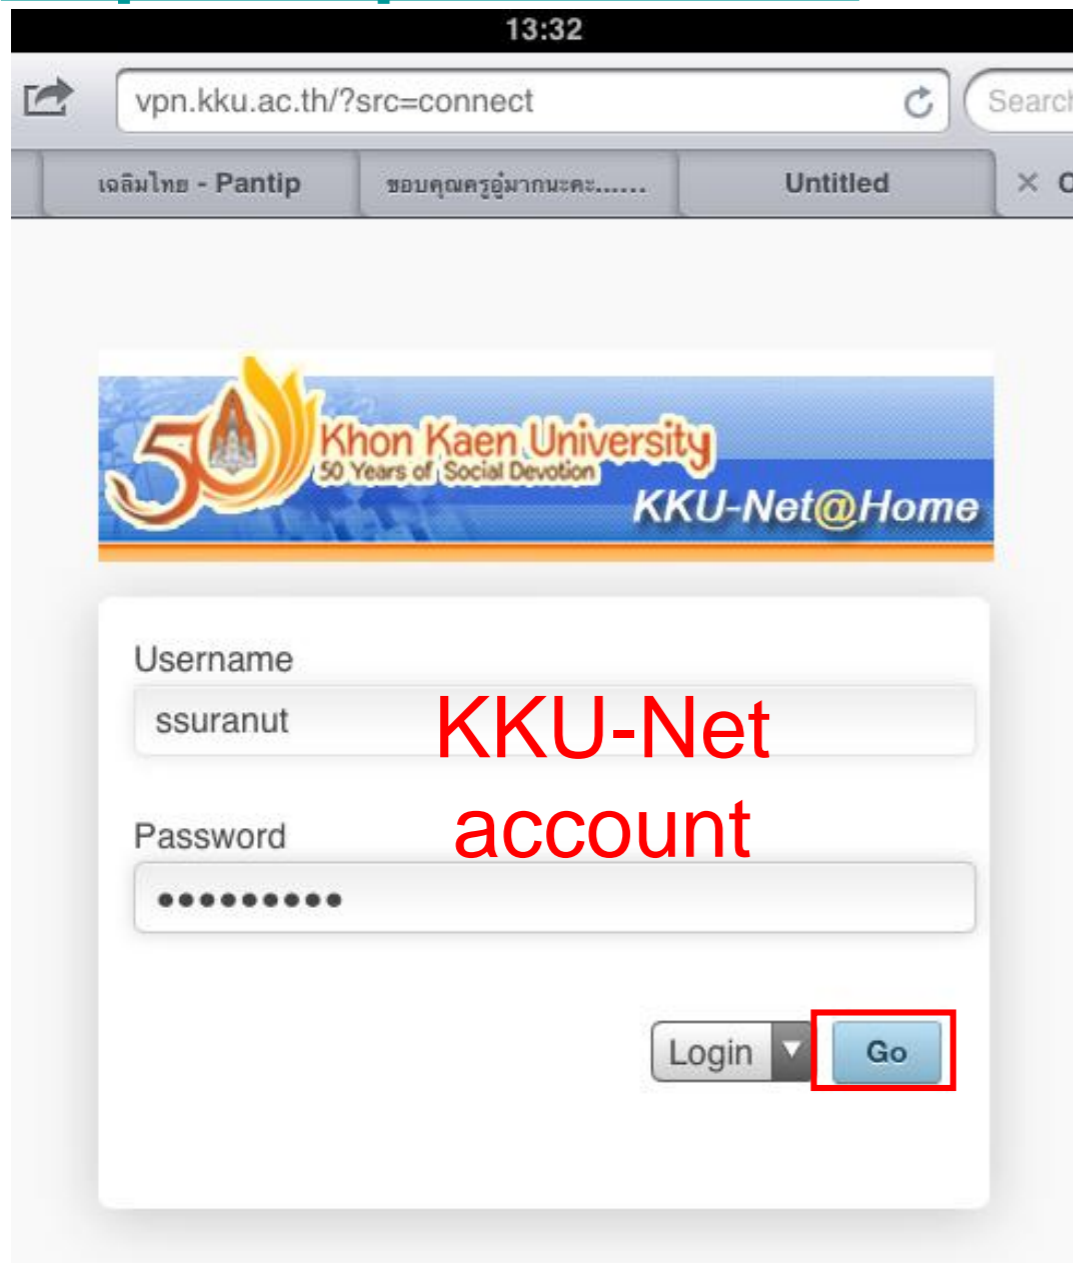 13:32
vpn.kku.ac.th/?src=connect
Search
เฉลิมไทย - Pantip
ขอบคุณครูอู๋มากนะคะ......
Untitled
50
Khon Kaen University
50 Years of Social Devotion
KKU-Net@Home
Username
ssuranut
KKU-Net
account
Password
Login
Go